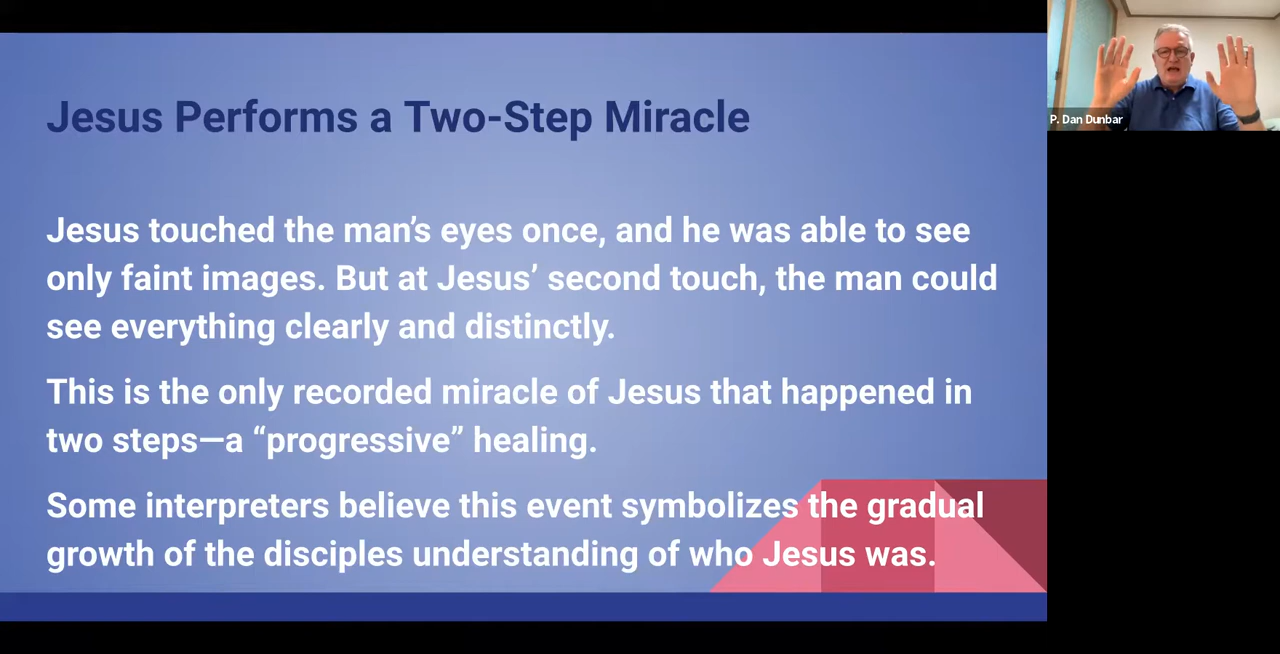 Jesus Performs a Two-Step Miracle
Jesus touched the man’s eyes once, and he was able to see
only faint images. But at Jesus’ second touch, the man could
see everything clearly and distinctly.
This is the only recorded miracle of Jesus that happened in
two steps—a “progressive” healing.
Some interpreters believe this event symbolizes the gradual
growth of the disciples understanding of who Jesus was.
P. Dan Dunbar